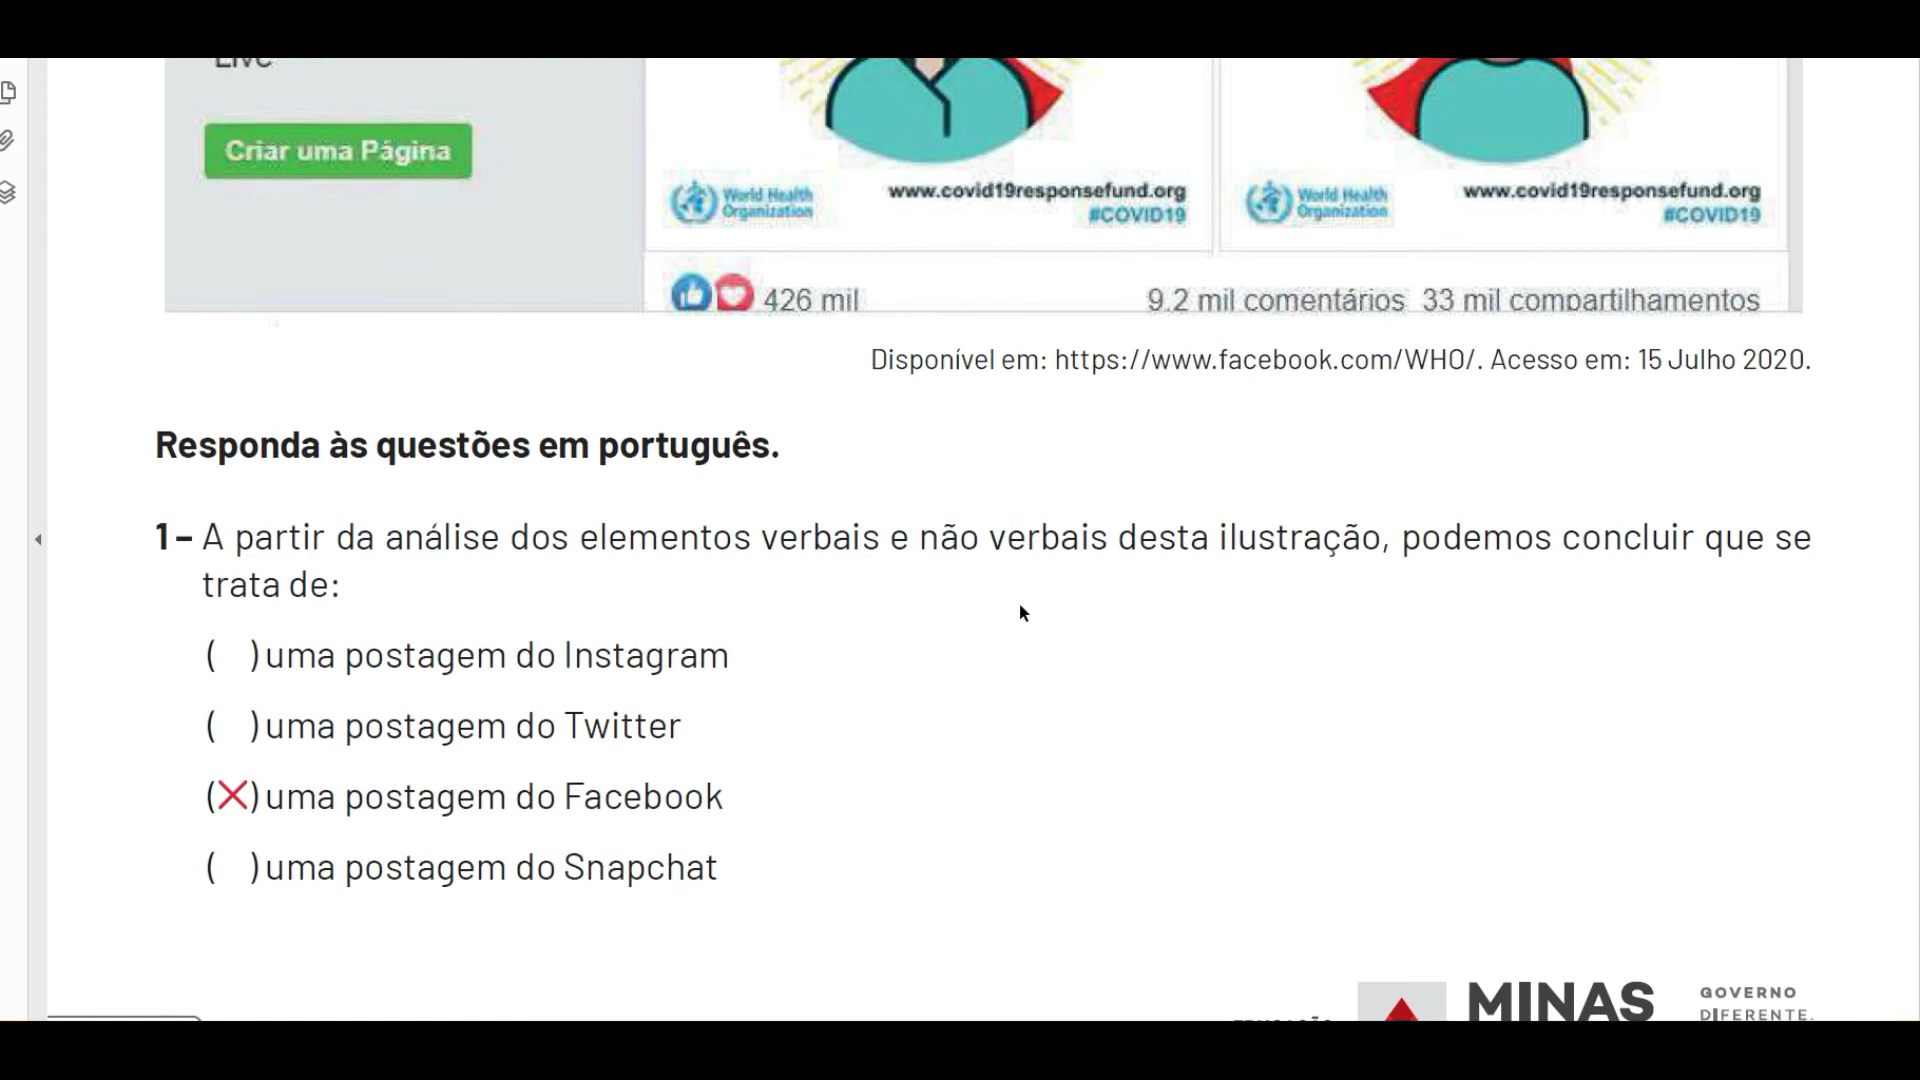 Live
Criar uma Página
World Health
Organization
www.covid19responsefund.org
#COVID19
World Health
Organization
www.covid19responsefund.org
#COVID19
426 mil
9.2 mil comentários 33 mil compartilhamentos
Disponível em: https://www.facebook.com/WHO/. Acesso em: 15 Julho 2020.
Responda às questões em português.
1 – A partir da análise dos elementos verbais e não verbais desta ilustração, podemos concluir que se
trata de:
( ) uma postagem do Instagram
( ) uma postagem do Twitter
(X) uma postagem do Facebook
( ) uma postagem do Snapchat
MINAS
GOVERNO
DIFERENTE.